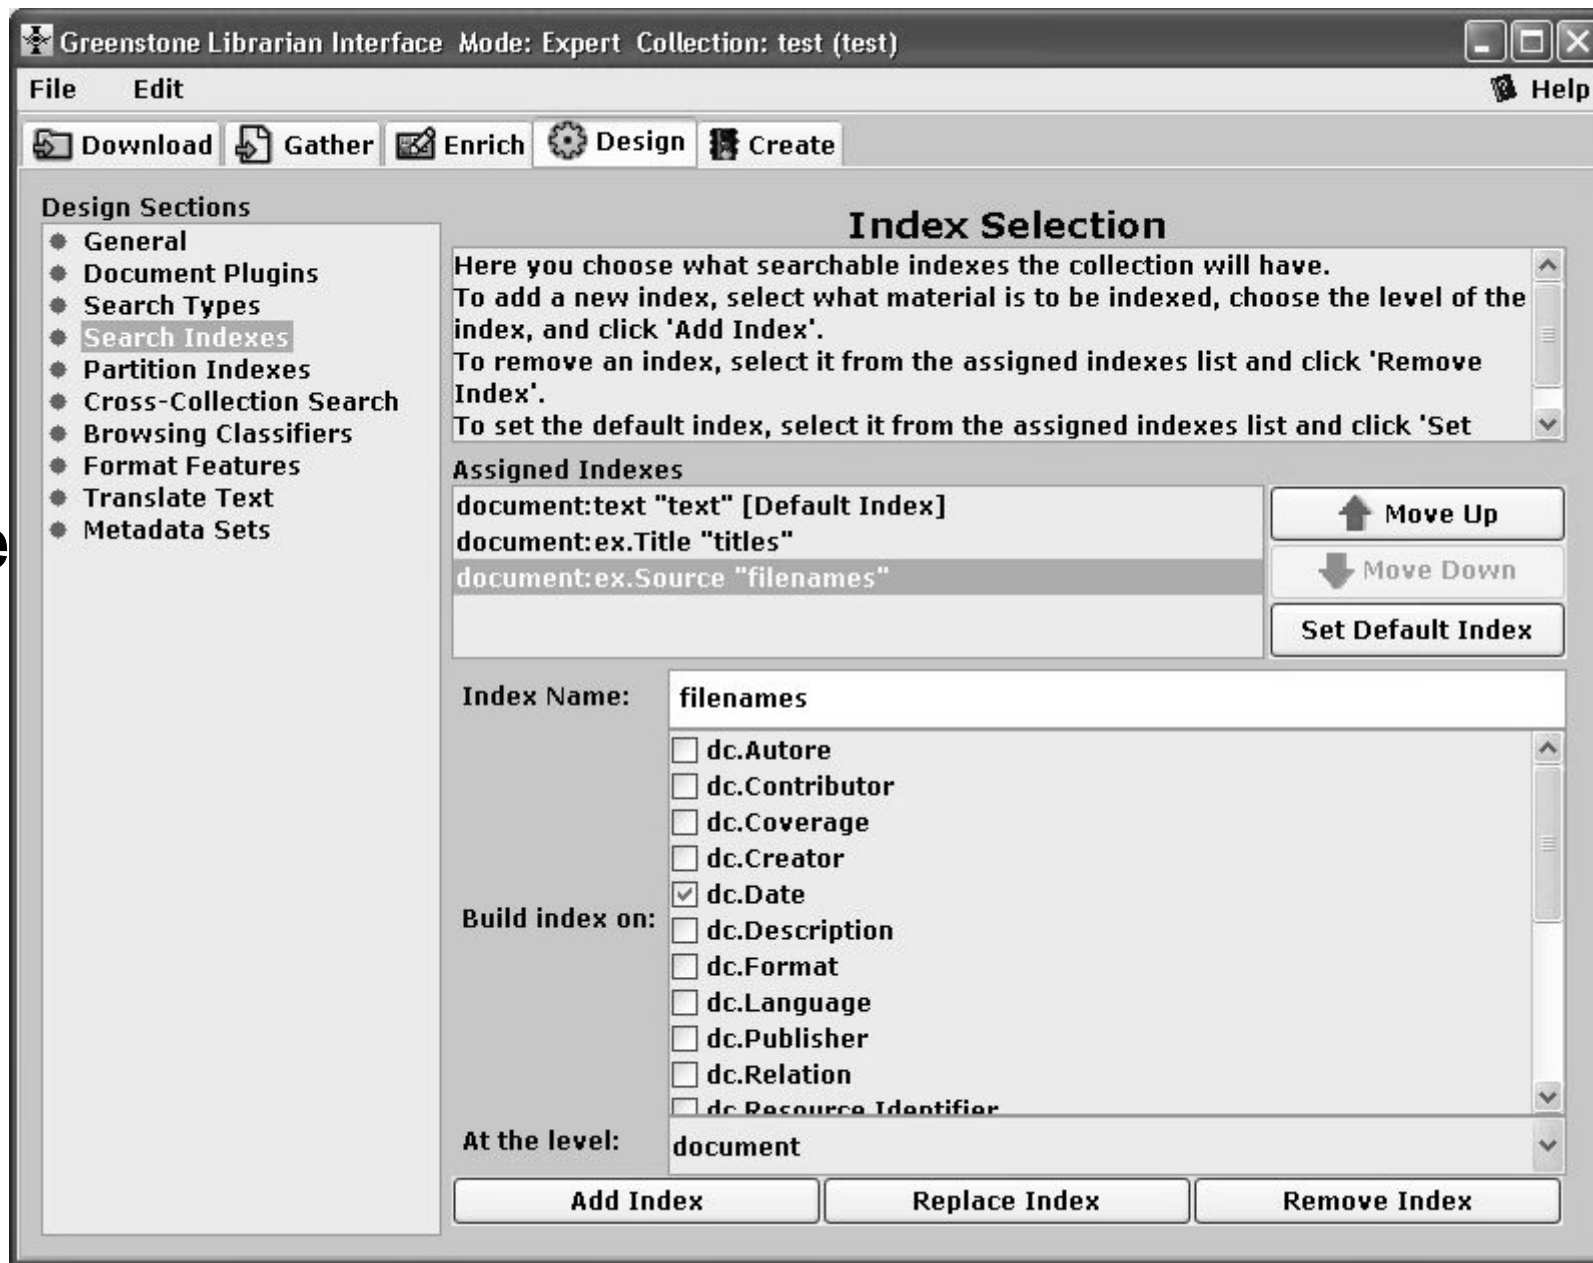 Greenstone Librarian Interface Mode: Expert Collection: test (test)
File Edit Help
Download Gather Enrich Design Create
Design Sections
General
Document Plugins
Search Types
Search Indexes
Partition Indexes
Cross-Collection Search
Browsing Classifiers
Format Features
Translate Text
Metadata Sets
e
Index Selection
Here you choose what searchable indexes the collection will have.
To add a new index, select what material is to be indexed, choose the level of the
index, and click 'Add Index'.
To remove an index, select it from the assigned indexes list and click 'Remove
Index'.
To set the default index, select it from the assigned indexes list and click 'Set
Assigned Indexes
document:text "text" [Default Index]
document:ex.Title "titles"
document:ex.Source "filenames"
Move Up
Move Down
Set Default Index
Index Name: filenames
Build index on:
dc.Autore
dc.Contributor
dc.Coverage
dc.Creator
dc.Date
dc.Description
dc.Format
dc.Language
dc.Publisher
dc.Relation
dc.Resource Identifier
At the level: document
Add Index Replace Index Remove Index